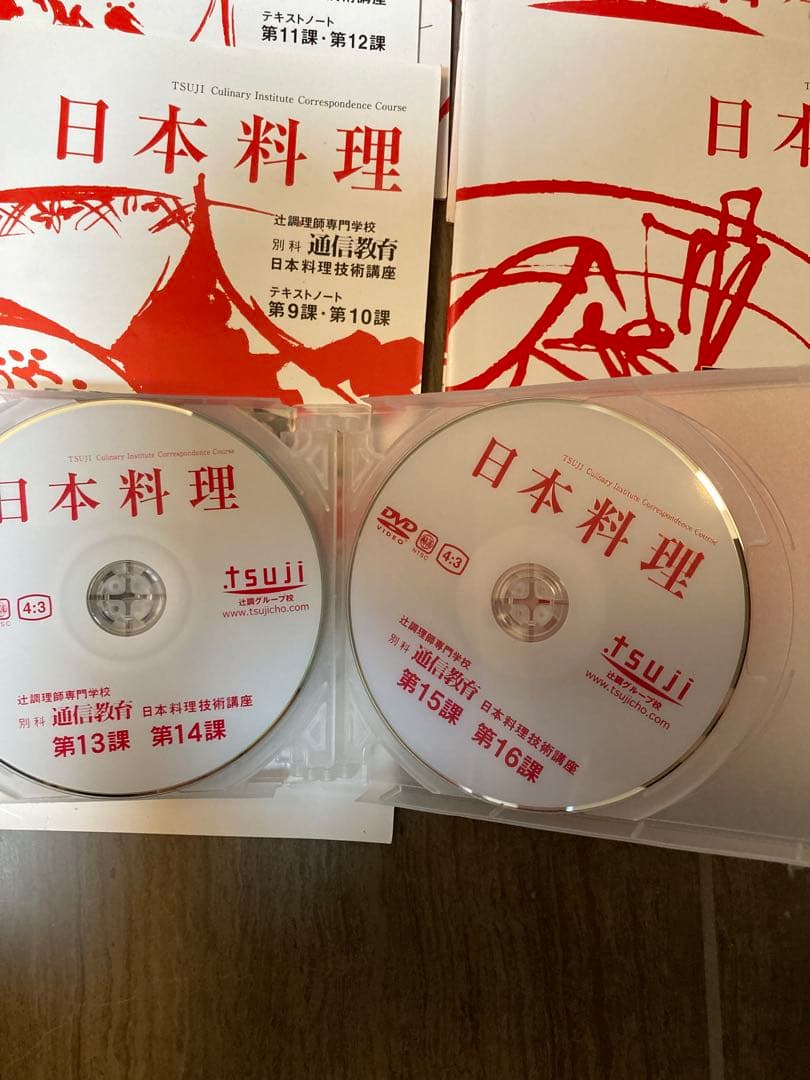 技術講座
テキストノート
第11課・第12課
TSUJI Culinary Institute Correspondence Course
日本料理
辻調理師専門学校
別科 通信教育
日本料理技術講座
テキストノート
第9課・第10課
日本
TSUJI Culinary Institute Correspondence Course
日本料理
4:3
.tsuji
辻調グループ校
www.tsujicho.com
辻調理師専門学校
別科 通信教育 日本料理技術講座
第13課 第14課
TSUJI Culinary Institute Correspondence Course
日本料理
DVD
VIDEO
NTSC
4:3
.tsuji
辻調グループ校
www.tsujicho.com
辻調理師専門学校
別科 通信教育 日本料理技術講座
第15課 第16課